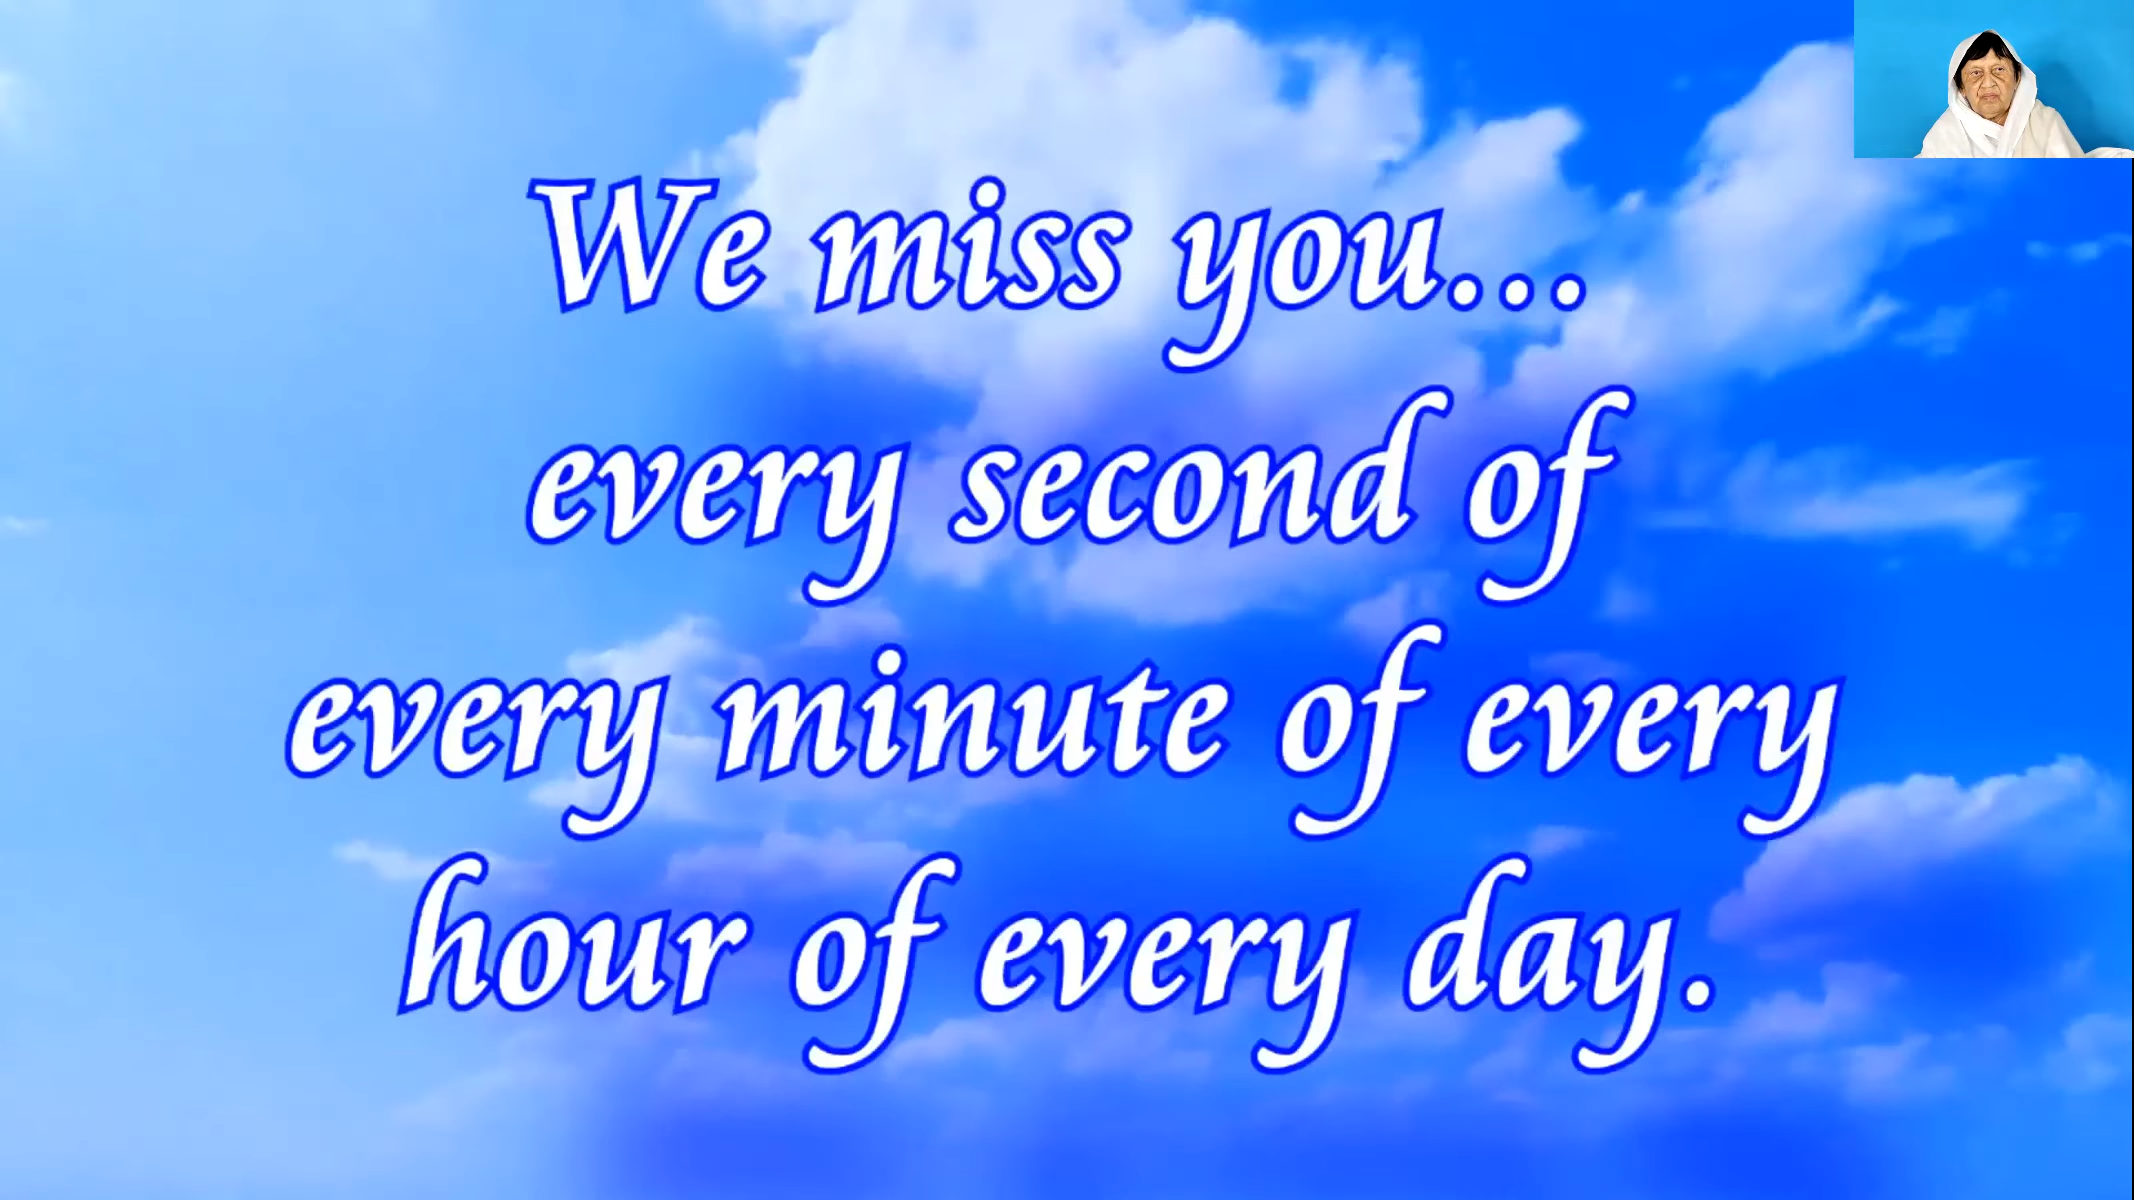 We miss you...
every second of
every minute of every
hour of every day.